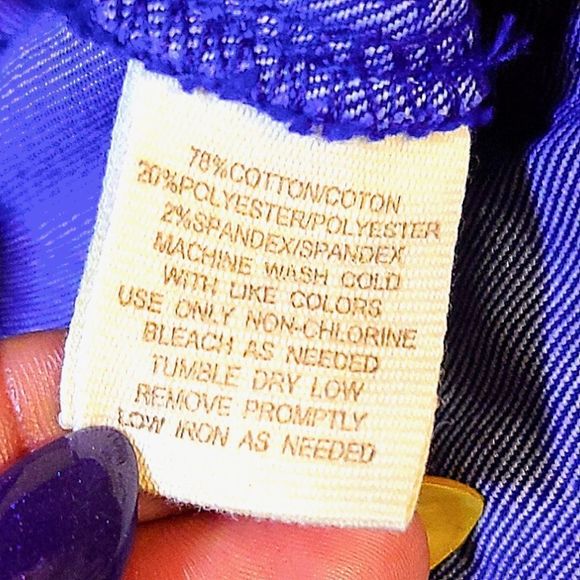 78%COTTON/COTON
20%POLYESTER/POLYESTER
2%SPANDEX/SPANDEX
MACHINE WASH COLD
WITH LIKE COLORS
USE ONLY NON-CHLORINE
BLEACH AS NEEDED
TUMBLE DRY LOW
REMOVE PROMPTLY
LOW IRON AS NEEDED